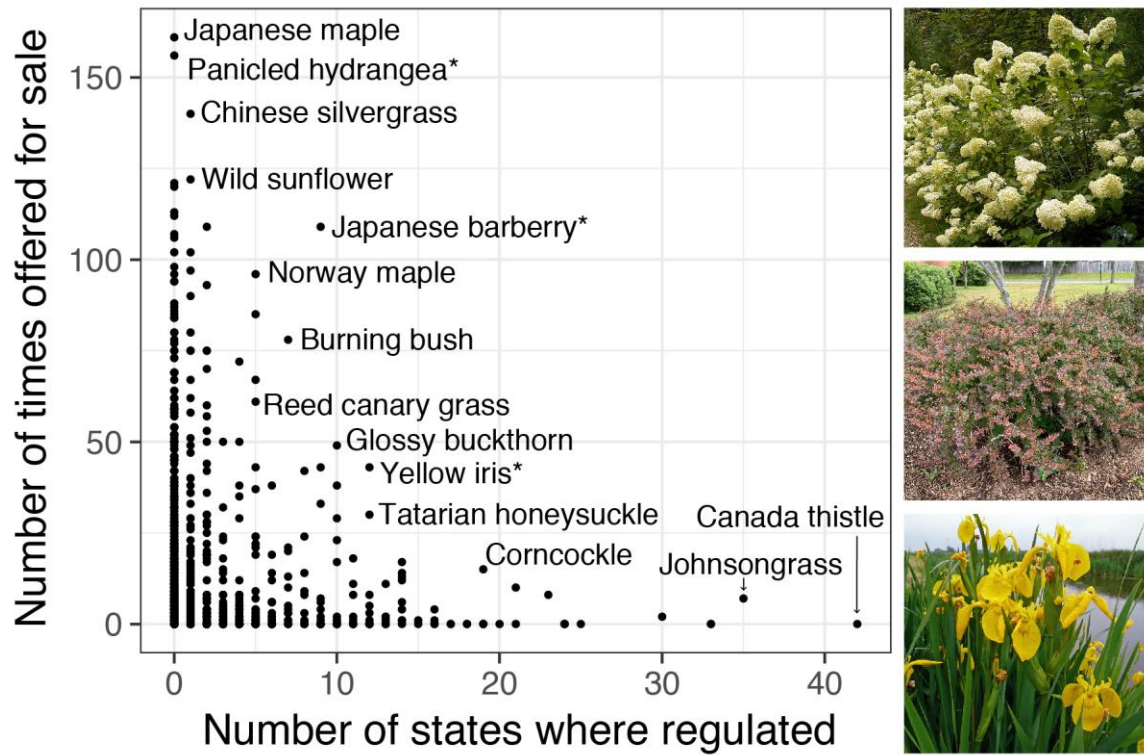 Number of times offered for sale
150
100
50
0
Japanese maple
Panicled hydrangea*
Chinese silvergrass
Wild sunflower
Japanese barberry*
Norway maple
Burning bush
Reed canary grass
Glossy buckthorn
Yellow iris*
Tatarian honeysuckle
Canada thistle
Corncockle
Johnsongrass
0 10 20 30 40
Number of states where regulated